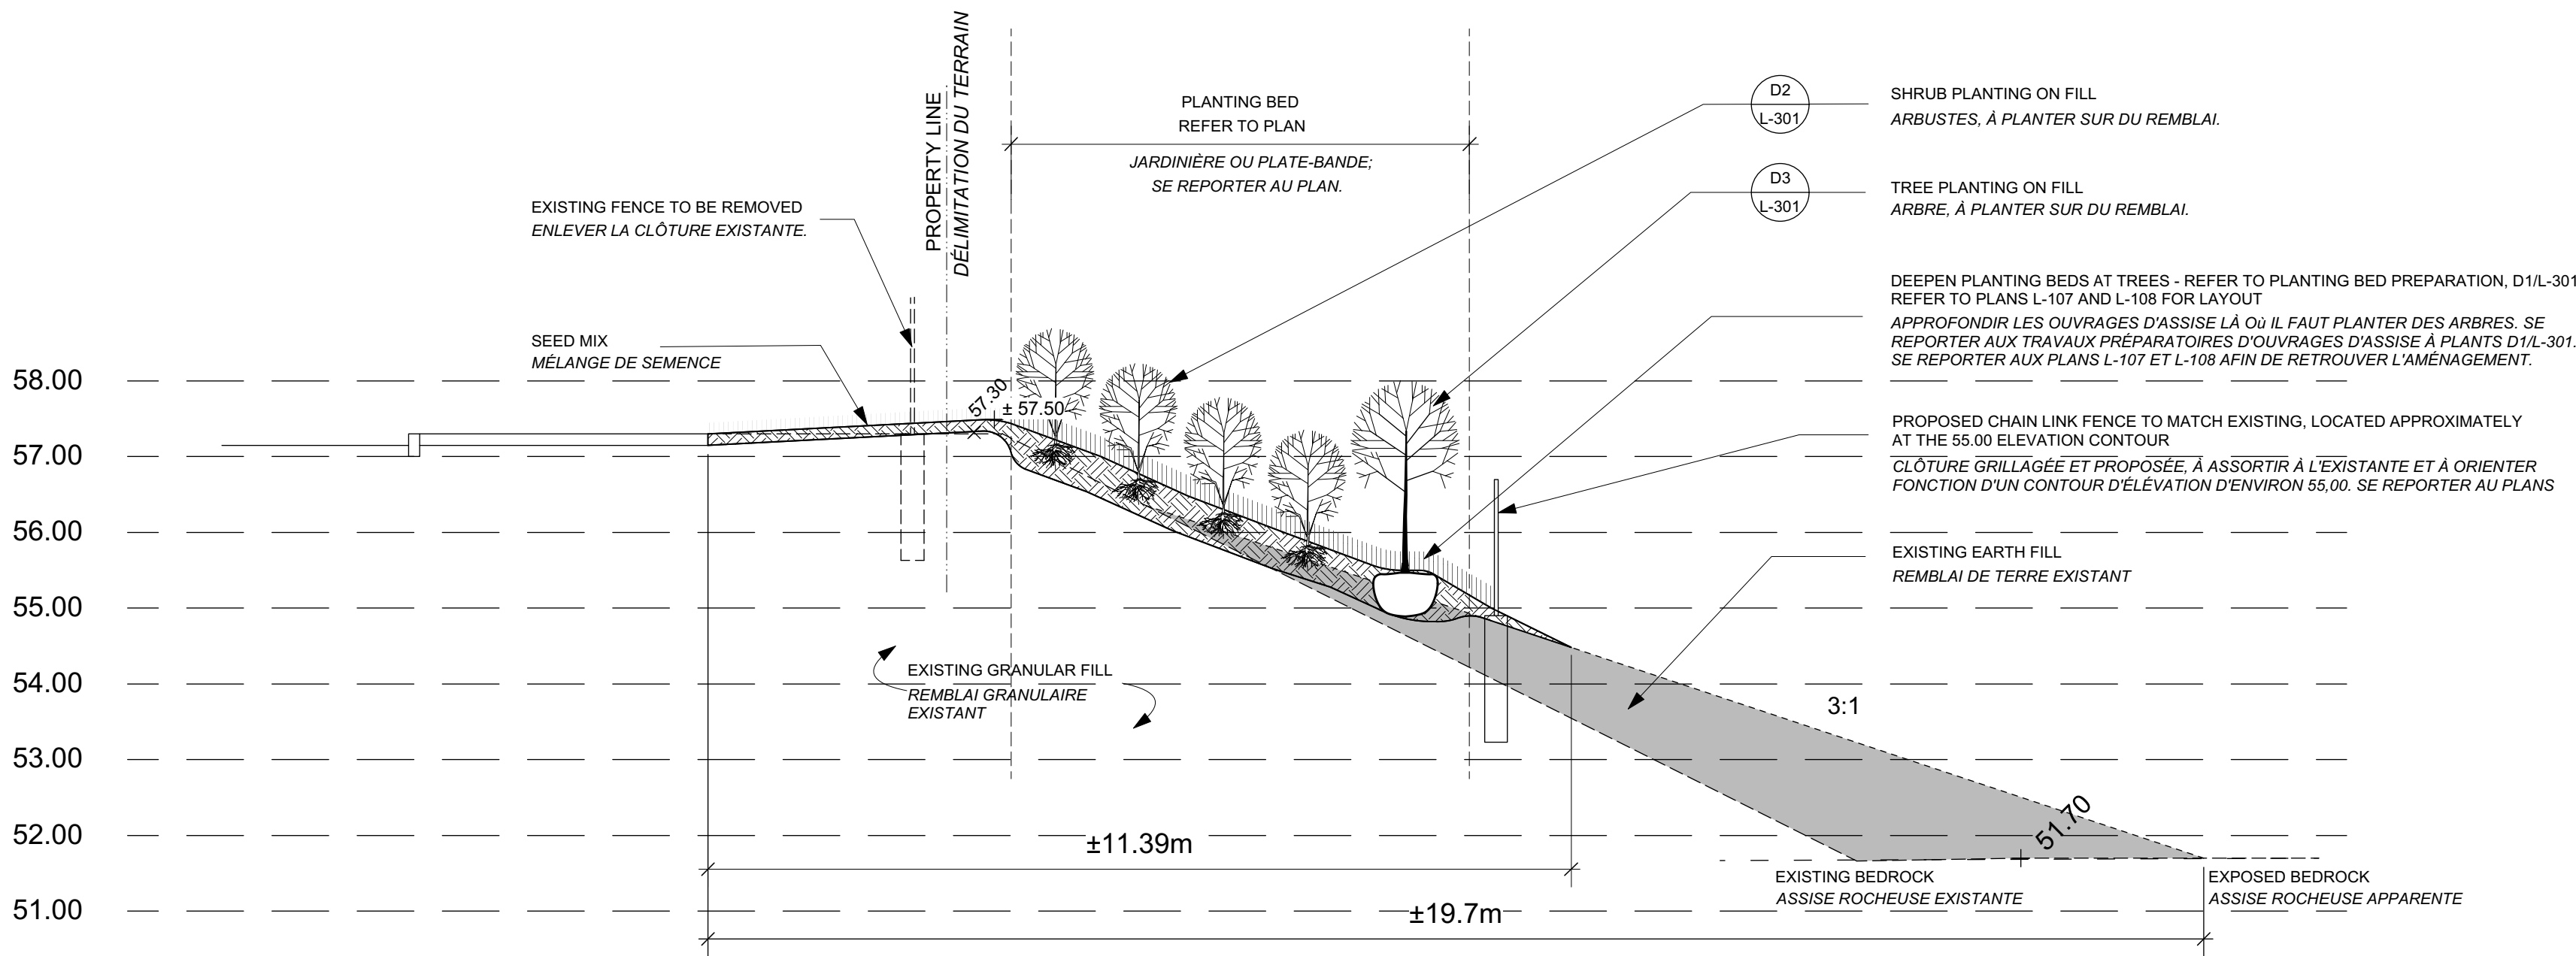 PROPERTY LINE
DÉLIMITATION DU TERRAIN
PLANTING BED
REFER TO PLAN
JARDINIÈRE OU PLATE-BANDE;
SE REPORTER AU PLAN.
D2
L-301
SHRUB PLANTING ON FILL
ARBUSTES, À PLANTER SUR DU REMBLAI.
D3
L-301
TREE PLANTING ON FILL
ARBRE, À PLANTER SUR DU REMBLAI.
EXISTING FENCE TO BE REMOVED
ENLEVER LA CLÔTURE EXISTANTE.
SEED MIX
MÉLANGE DE SEMENCE
DEEPEN PLANTING BEDS AT TREES - REFER TO PLANTING BED PREPARATION, D1/L-301
REFER TO PLANS L-107 AND L-108 FOR LAYOUT
APPROFONDIR LES OUVRAGES D'ASSISE LÀ Où IL FAUT PLANTER DES ARBRES. SE
REPORTER AUX TRAVAUX PRÉPARATOIRES D'OUVRAGES D'ASSISE À PLANTS D1/L-301.
SE REPORTER AUX PLANS L-107 ET L-108 AFIN DE RETROUVER L'AMÉNAGEMENT.
PROPOSED CHAIN LINK FENCE TO MATCH EXISTING, LOCATED APPROXIMATELY
AT THE 55.00 ELEVATION CONTOUR
CLÔTURE GRILLAGÉE ET PROPOSÉE, À ASSORTIR À L'EXISTANTE ET À ORIENTER
FONCTION D'UN CONTOUR D'ÉLÉVATION D'ENVIRON 55,00. SE REPORTER AU PLANS
EXISTING EARTH FILL
REMBLAI DE TERRE EXISTANT
58.00
57.00
56.00
55.00
54.00
53.00
52.00
51.00
57.30
± 57.50
EXISTING GRANULAR FILL
REMBLAI GRANULAIRE
EXISTANT
3:1
51.70
±11.39m
±19.7m
EXISTING BEDROCK
ASSISE ROCHEUSE EXISTANTE
EXPOSED BEDROCK
ASSISE ROCHEUSE APPARENTE